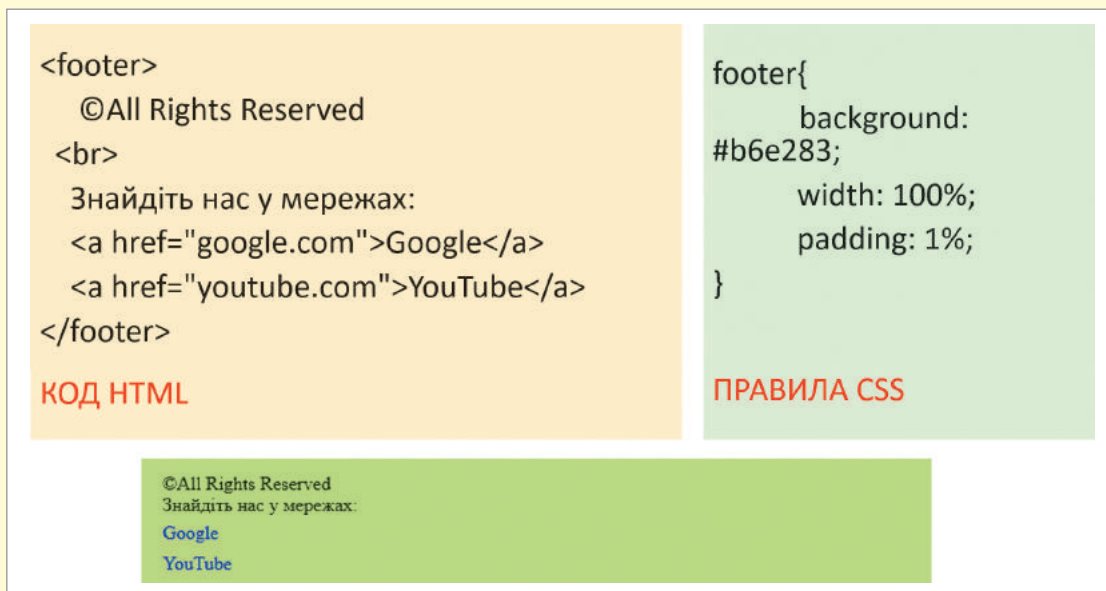 <footer>
©All Rights Reserved
<br>
Знайдіть нас у мережах:
<a href="google.com">Google</a>
<a href="youtube.com">YouTube</a>
</footer>
КОД HTML
footer{
background:
#b6e283;
width: 100%;
padding: 1%;
}
ПРАВИЛА CSS
©All Rights Reserved
Знайдіть нас у мережах:
Google
YouTube